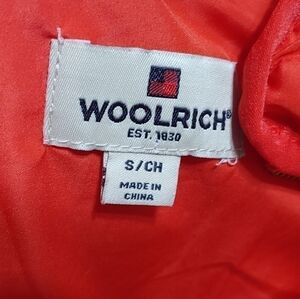 WOOLRICH®
EST. 1830
S/CH
MADE IN
CHINA